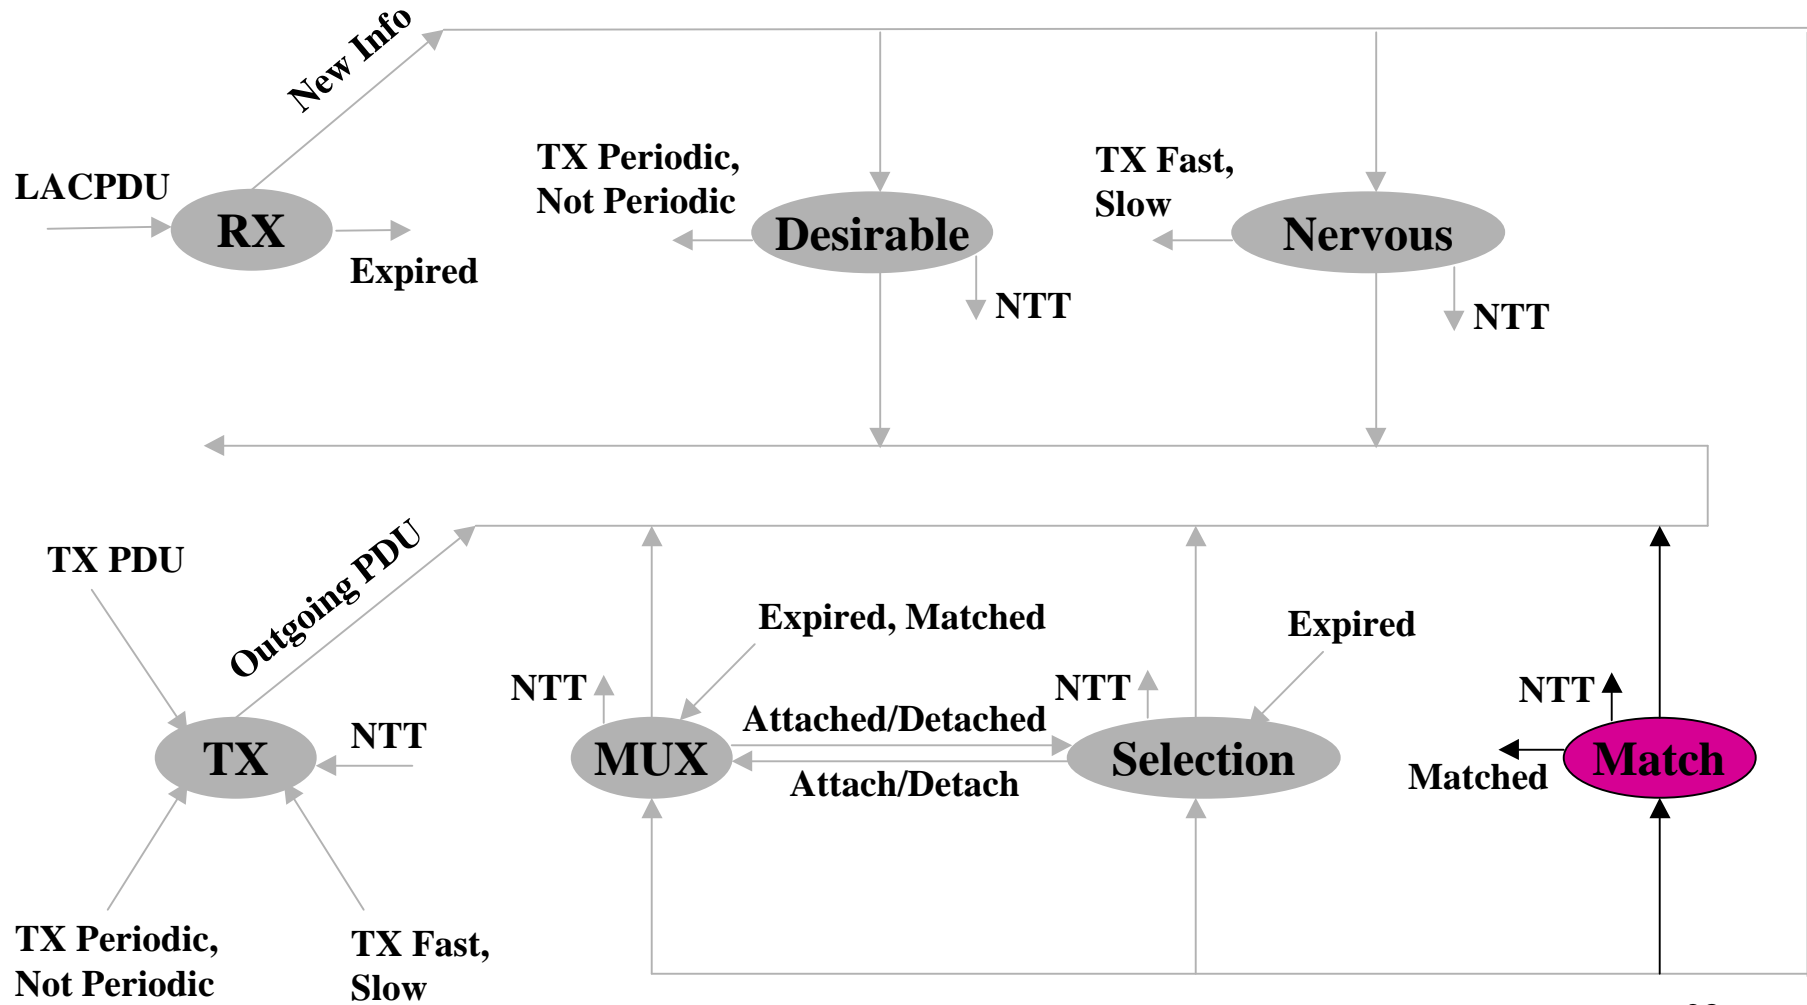 New Info
LACPDU
RX
Expired
TX Periodic,
Not Periodic
Desirable
NTT
TX Fast,
Slow
Nervous
NTT
TX PDU
Outgoing PDU
TX
NTT
TX Periodic,
Not Periodic
TX Fast,
Slow
Expired, Matched
NTT
MUX
Attached/Detached
Attach/Detach
Expired
NTT
Selection
NTT
Matched
Match